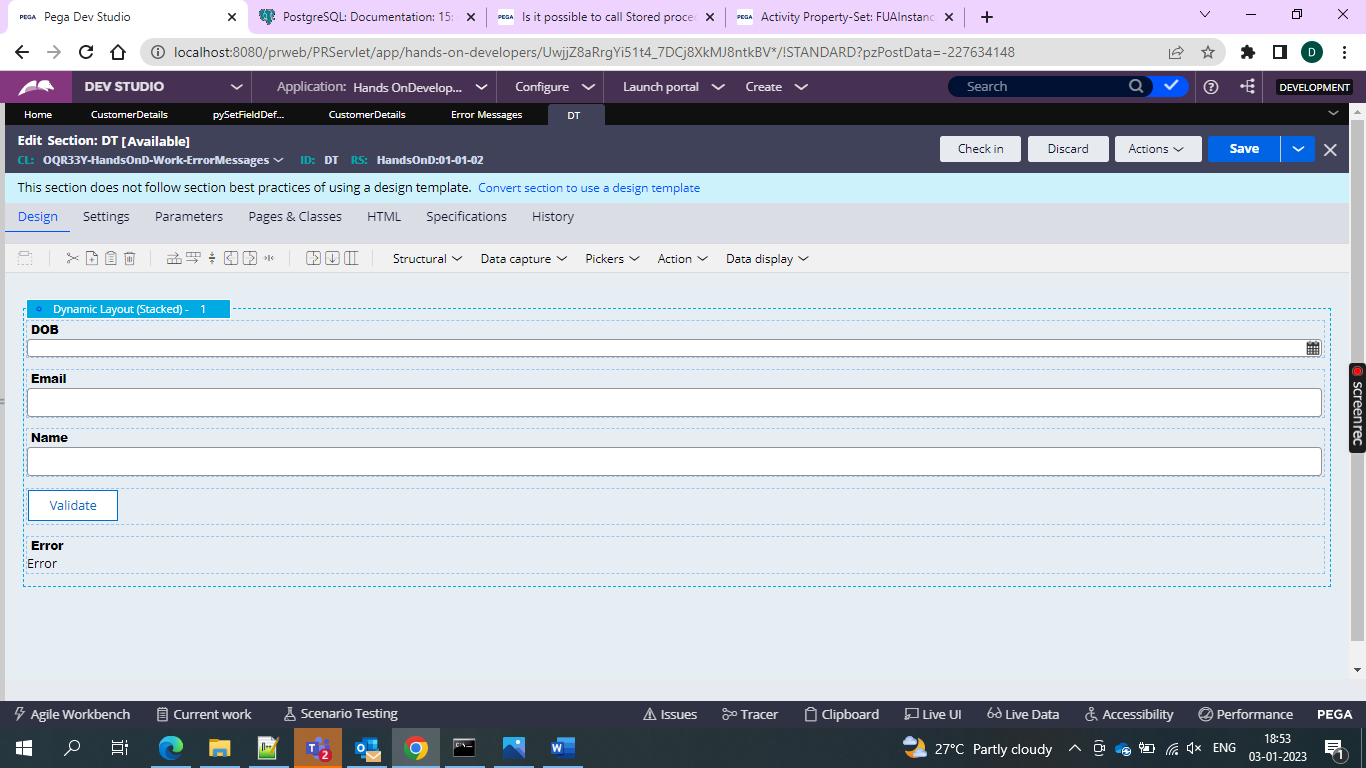 PEGA Pega Dev Studio
PostgreSQL: Documentation: 15:
PEGA Is it possible to call Stored proce
PEGA Activity Property-Set: FUAInstanc
localhost:8080/prweb/PRServlet/app/hands-on-developers/UwjjZ8aRrgYi51t4_7DCj8XkMJ8ntkBV*/!STANDARD?pzPostData=-227634148
D
DEV STUDIO
Application: Hands OnDevelop...
Configure
Launch portal
Create
Search
DEVELOPMENT
Home
CustomerDetails
pySetFieldDef...
CustomerDetails
Error Messages
DT
Edit Section: DT [Available]
CL: OQR33Y-HandsOnD-Work-ErrorMessages ID: DT RS: HandsOnD:01-01-02
Check in
Discard
Actions
Save
This section does not follow section best practices of using a design template. Convert section to use a design template
Design
Settings
Parameters
Pages & Classes
HTML
Specifications
History
Structural
Data capture
Pickers
Action
Data display
Dynamic Layout (Stacked) - 1
DOB
Email
Name
Validate
Error
Error
screenrec
Agile Workbench
Current work
Scenario Testing
Issues
Tracer
Clipboard
Live UI
Live Data
Accessibility
Performance
PEGA
2
27°C Partly cloudy
ENG
18:53
03-01-2023
1